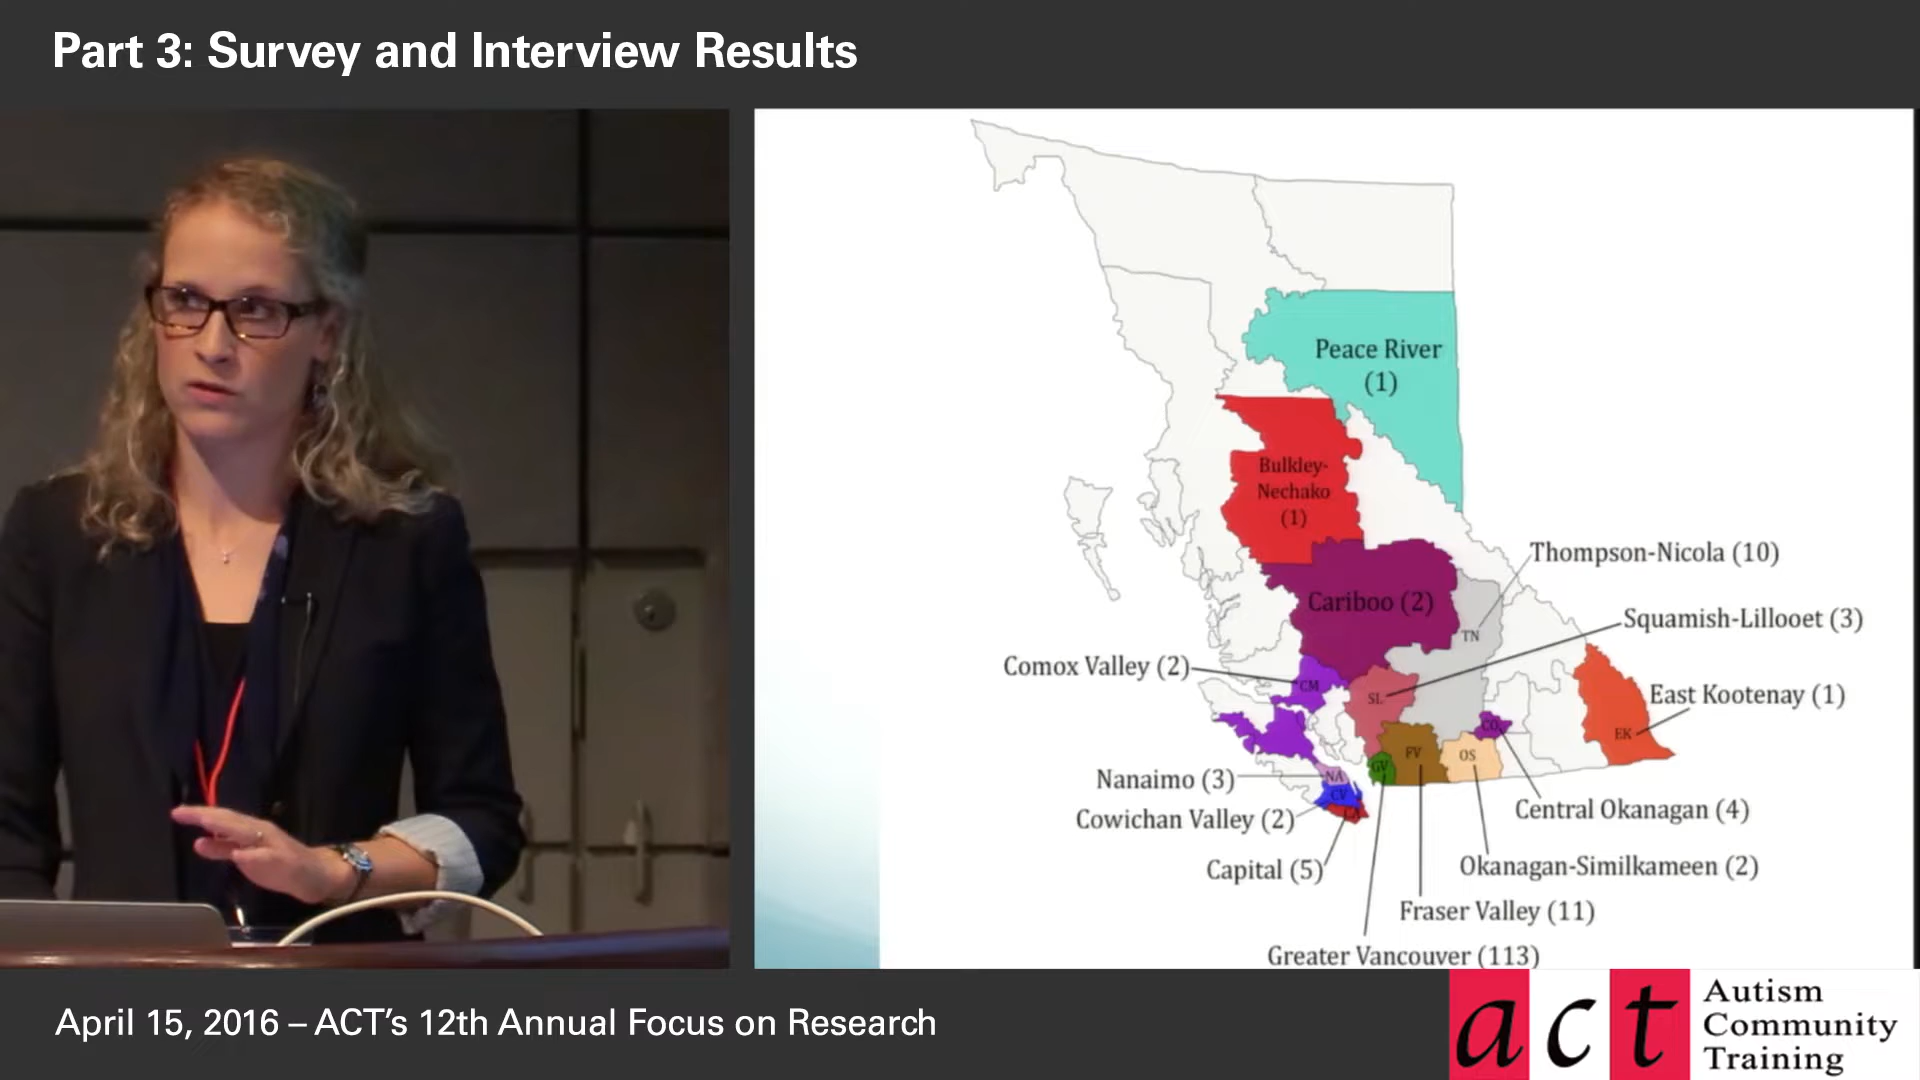 Part 3: Survey and Interview Results
Peace River
(1)
Bulkley-
Nechako
(1)
Thompson-Nicola (10)
Cariboo (2)
Squamish-Lillooet (3)
TN
Comox Valley (2)
CM
SL
East Kootenay (1)
CO
EK
FV
OS
GV
Nanaimo (3)
NA
CV
Cowichan Valley (2)
Central Okanagan (4)
Capital (5)
Okanagan-Similkameen (2)
Fraser Valley (11)
Greater Vancouver (113)
April 15, 2016 – ACT's 12th Annual Focus on Research
act
Autism
Community
Training